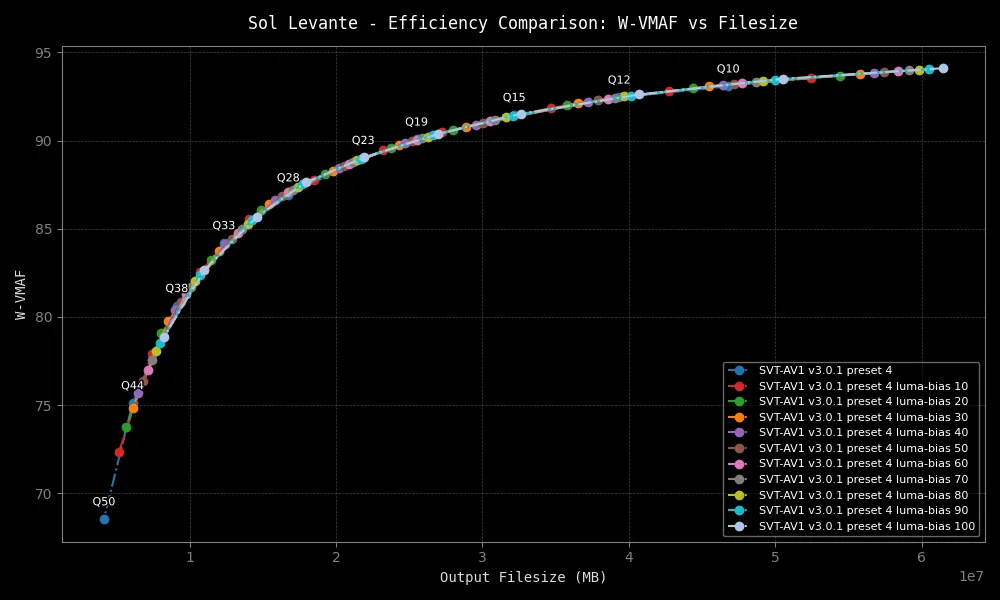 Sol Levante - Efficiency Comparison: W-VMAF vs Filesize
95
90
85
80
75
70
W-VMAF
Q10
Q12
Q15
Q19
Q23
Q28
Q33
Q38
Q44
Q50
SVT-AV1 v3.0.1 preset 4
SVT-AV1 v3.0.1 preset 4 luma-bias 10
SVT-AV1 v3.0.1 preset 4 luma-bias 20
SVT-AV1 v3.0.1 preset 4 luma-bias 30
SVT-AV1 v3.0.1 preset 4 luma-bias 40
SVT-AV1 v3.0.1 preset 4 luma-bias 50
SVT-AV1 v3.0.1 preset 4 luma-bias 60
SVT-AV1 v3.0.1 preset 4 luma-bias 70
SVT-AV1 v3.0.1 preset 4 luma-bias 80
SVT-AV1 v3.0.1 preset 4 luma-bias 90
SVT-AV1 v3.0.1 preset 4 luma-bias 100
1 2 3 4 5 6
1e7
Output Filesize (MB)